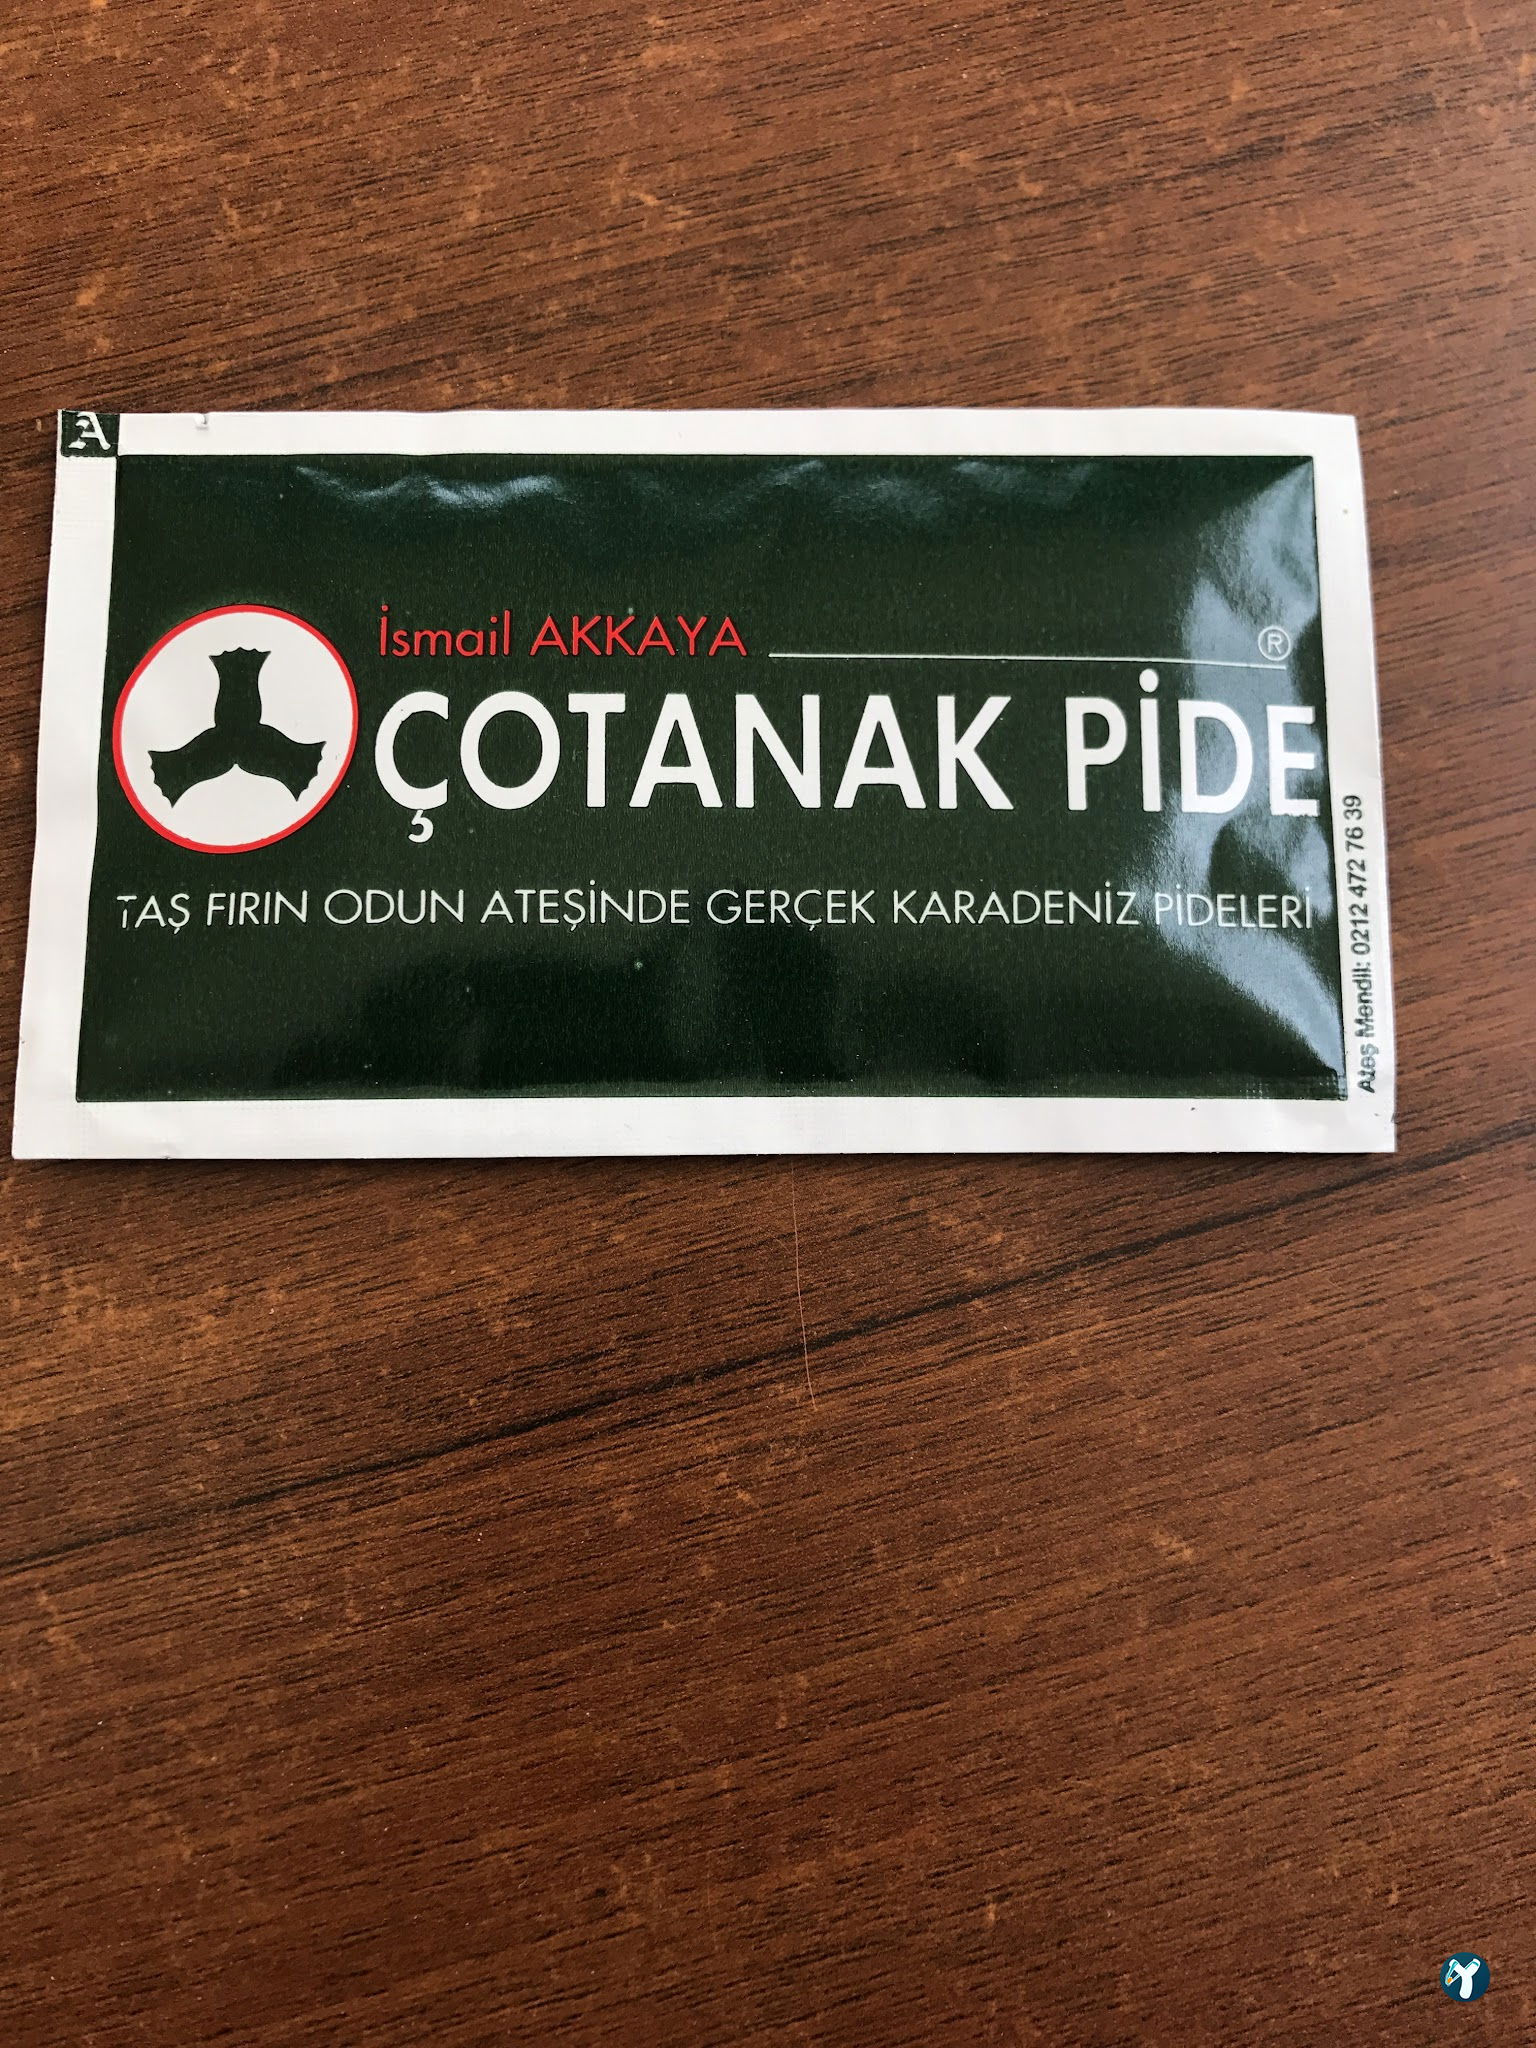 A
İsmail AKKAYA
®
ÇOTANAK PİDE
TAŞ FIRIN ODUN ATEŞİNDE GERÇEK KARADENİZ PİDELERİ
Ateş Mendil: 0212 472 76 39
Y